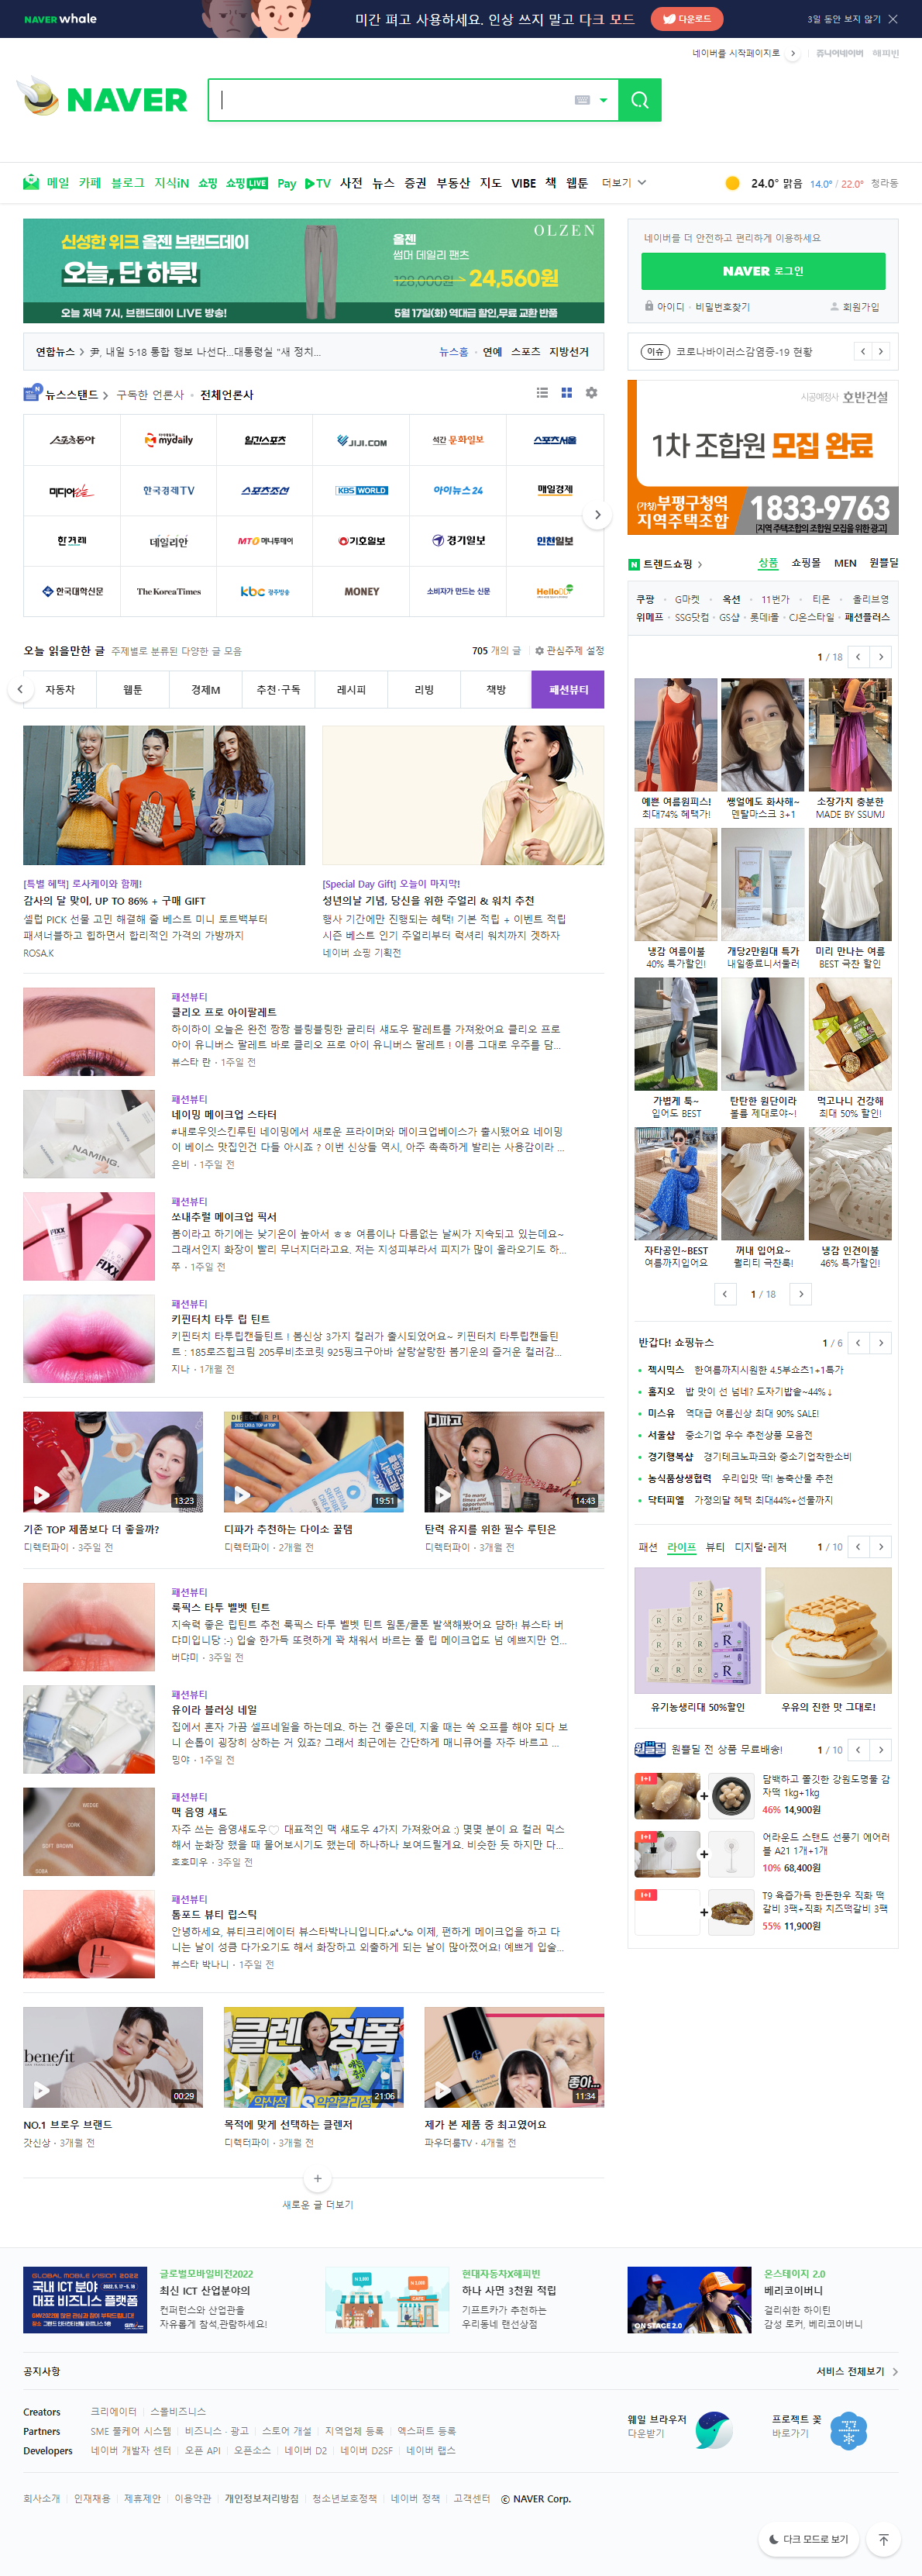 NAVER whale
미간 펴고 사용하세요. 인상 쓰지 말고 다크 모드
다운로드
3일 동안 보지 않기
네이버를 시작페이지로
쥬니어네이버
해피빈
NAVER
메일 카페 블로그 지식iN 쇼핑 쇼핑LIVE Pay TV 사전 뉴스 증권 부동산 지도 VIBE 책 웹툰 더보기
24.0° 맑음 14.0° / 22.0° 청라동
신성한 위크 올젠 브랜드데이
오늘, 단 하루!
오늘 저녁 7시, 브랜드데이 LIVE 방송!
올젠
썸머 데일리 팬츠
128,000원 24,560원
OLZEN
5월 17일(화) 역대급 할인,무료 교환 반품
네이버를 더 안전하고 편리하게 이용하세요
NAVER 로그인
아이디 · 비밀번호찾기
회원가입
연합뉴스 > 尹, 내일 5·18 통합 행보 나선다…대통령실 "새 정치…
뉴스홈 · 연예 스포츠 지방선거
이슈 코로나바이러스감염증-19 현황
뉴스스탠드 > 구독한 언론사 · 전체언론사
스포츠동아 mydaily 일간스포츠 JIJI.COM 석간 문화일보 스포츠서울
한국경제TV 스포츠조선 KBS WORLD 아이뉴스24 매일경제
한겨레 데일리안 MT 머니투데이 기호일보 경기일보 인천일보
한국대학신문 The Korea Times kbc 광주방송 MONEY 소비자가 만드는 신문 HelloDD
시공예정사 호반건설
1차 조합원 모집 완료
(가칭)부평구청역
지역주택조합
1833-9763
[지역 주택조합의 조합원 모집을 위한 광고]
트렌드쇼핑 >
상품 쇼핑몰 MEN 원쁠딜
쿠팡 · G마켓 · 옥션 · 11번가 · 티몬 · 올리브영
위메프 · SSG닷컴 · GS샵 · 롯데i몰 · CJ온스타일 · 패션플러스
1 / 18
예쁜 여름원피스!
최대74% 혜택가!
쌩얼에도 화사해~
멘탈마스크 3+1
소장가치 충분한
MADE BY SSUMJ
냉감 여름이불
40% 특가할인!
개당2만원대 특가
내일종료니서둘러
미리 만나는 여름
BEST 극찬 할인
가볍게 툭~
입어도 BEST
탄탄한 원단이라
볼륨 제대로야~!
먹고나니 건강해
최대 50% 할인!
자타공인~BEST
여름까지입어요
꺼내 입어요~
퀄리티 극찬룩!
냉감 인견이불
46% 특가할인!
1 / 18
오늘 읽을만한 글 주제별로 분류된 다양한 글 모음
705 개의 글
관심주제 설정
자동차 웹툰 경제M 추천·구독 레시피 리빙 책방 패션뷰티
[특별 혜택] 로사케이와 함께!
감사의 달 맞이, UP TO 86% + 구매 GIFT
셀럽 PICK 선물 고민 해결해 줄 베스트 미니 토트백부터
패셔너블하고 힙하면서 합리적인 가격의 가방까지
ROSA.K
[Special Day Gift] 오늘이 마지막!
성년의날 기념, 당신을 위한 주얼리 & 워치 추천
행사 기간에만 진행되는 혜택! 기본 적립 + 이벤트 적립
시즌 베스트 인기 주얼리부터 럭셔리 워치까지 겟하자
네이버 쇼핑 기획전
패션뷰티
클리오 프로 아이팔레트
하이하이 오늘은 완전 짱짱 블링블링한 글리터 섀도우 팔레트를 가져왔어요 클리오 프로
아이 유니버스 팔레트 바로 클리오 프로 아이 유니버스 팔레트 ! 이름 그대로 우주를 담…
뷰스타 란 · 1주일 전
패션뷰티
네이밍 메이크업 스타터
#내로우잇스킨루틴 네이밍에서 새로운 프라이머와 메이크업베이스가 출시됐어요 네이밍
이 베이스 맛집인건 다들 아시죠 ? 이번 신상들 역시, 아주 촉촉하게 발리는 사용감이라 …
은비 · 1주일 전
NAMING.
패션뷰티
쏘내추럴 메이크업 픽서
봄이라고 하기에는 낮기온이 높아서 ㅎㅎ 여름이나 다름없는 날씨가 지속되고 있는데요~
그래서인지 화장이 빨리 무너지더라고요. 저는 지성피부라서 피지가 많이 올라오기도 하…
쭈 · 1주일 전
FIXX
FIXX
패션뷰티
키핀터치 타투 립 틴트
키핀터치 타투립캔들틴트 ! 봄신상 3가지 컬러가 출시되었어요~ 키핀터치 타투립캔들틴
트 : 185로즈힙크림 205루비초코릿 925핑크구아바 살랑살랑한 봄기운의 즐거운 컬러감…
지나 · 1개월 전
13:23
19:51
디파고
14:43
기존 TOP 제품보다 더 좋을까?
디렉터파이 · 3주일 전
디파가 추천하는 다이소 꿀템
디렉터파이 · 2개월 전
탄력 유지를 위한 필수 루틴은
디렉터파이 · 3개월 전
패션뷰티
룩픽스 타투 벨벳 틴트
지속력 좋은 립틴트 추천 룩픽스 타투 벨벳 틴트 웜톤/쿨톤 발색해봤어요 댜하! 뷰스타 버
댜미입니당 :-) 입술 한가득 또렷하게 꽉 채워서 바르는 풀 립 메이크업도 넘 예쁘지만 언…
버댜미 · 3주일 전
패션뷰티
유이라 블러싱 네일
집에서 혼자 가끔 셀프네일을 하는데요. 하는 건 좋은데, 지울 때는 쏙 오프를 해야 되다 보
니 손톱이 굉장히 상하는 거 있죠? 그래서 최근에는 간단하게 매니큐어를 자주 바르고 …
밍야 · 1주일 전
패션뷰티
맥 음영 섀도
자주 쓰는 음영섀도우♡ 대표적인 맥 섀도우 4가지 가져왔어요 :) 몇몇 분이 요 컬러 믹스
해서 눈화장 했을 때 물어보시기도 했는데 하나하나 보여드릴게요. 비슷한 듯 하지만 다…
호호미우 · 3주일 전
WEDGE
CORK
SOFT BROWN
패션뷰티
톰포드 뷰티 립스틱
안녕하세요, 뷰티크리에이터 뷰스타박나니입니다.
이제, 편하게 메이크업을 하고 다
니는 날이 성큼 다가오기도 해서 화장하고 외출하게 되는 날이 많아졌어요! 예쁘게 입술…
뷰스타 박나니 · 1주일 전
benefit
00:29
클렌징폼
약산성 VS 약알칼리성
21:06
좋아...
11:34
NO.1 브로우 브랜드
갓신상 · 3개월 전
목적에 맞게 선택하는 클렌저
디렉터파이 · 3개월 전
제가 본 제품 중 최고였어요
파우더룸TV · 4개월 전
새로운 글 더보기
반갑다! 쇼핑뉴스
1 / 6
젝시믹스 한여름까지시원한 4.5부쇼츠1+1특가
홈지오 밥 맛이 선 넘네? 도자기밥솥~44%↓
미스유 역대급 여름신상 최대 90% SALE!
서울샵 중소기업 우수 추천상품 모음전
경기행복샵 경기테크노파크와 중소기업착한소비
농식품상생협력 우리입맛 딱! 농축산물 추천
닥터피엘 가정의달 혜택 최대44%+선물까지
패션 라이프 뷰티 디지털·레저
1 / 10
유기농생리대 50%할인
우유의 진한 맛 그대로!
원쁠딜 원쁠딜 전 상품 무료배송!
1 / 10
1+1
담백하고 쫄깃한 강원도명물 감
자떡 1kg+1kg
46% 14,900원
1+1
어라운드 스탠드 선풍기 에어러
블 A21 1개+1개
10% 68,400원
1+1
T9 육즙가득 한돈한우 직화 떡
갈비 3팩+직화 치즈떡갈비 3팩
55% 11,900원
GLOBAL MOBILE VISION 2022
국내 ICT 분야
대표 비즈니스 플랫폼
글로벌모바일비전2022
최신 ICT 산업분야의
컨퍼런스와 산업관을
자유롭게 참석,관람하세요!
현대자동차X해피빈
하나 사면 3천원 적립
기프트카가 추천하는
우리동네 랜선상점
ON STAGE 2.0
온스테이지 2.0
베리코이버니
걸리쉬한 하이틴
감성 로커, 베리코이버니
공지사항
서비스 전체보기
Creators 크리에이터 스몰비즈니스
Partners SME 풀케어 시스템 비즈니스 · 광고 스토어 개설 지역업체 등록 엑스퍼트 등록
Developers 네이버 개발자 센터 오픈 API 오픈소스 네이버 D2 네이버 D2SF 네이버 랩스
웨일 브라우저
다운받기
프로젝트 꽃
바로가기
회사소개 인재채용 제휴제안 이용약관 개인정보처리방침 청소년보호정책 네이버 정책 고객센터 ⓒ NAVER Corp.
다크 모드로 보기